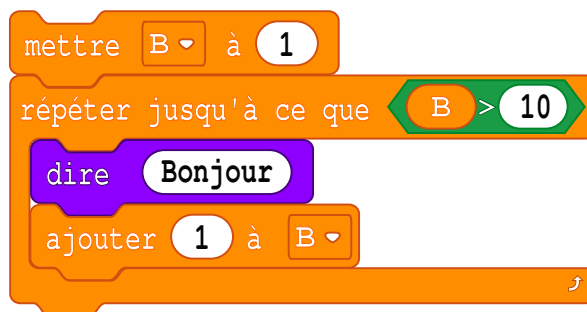 mettre B à 1
répéter jusqu'à ce que B > 10
dire Bonjour
ajouter 1 à B